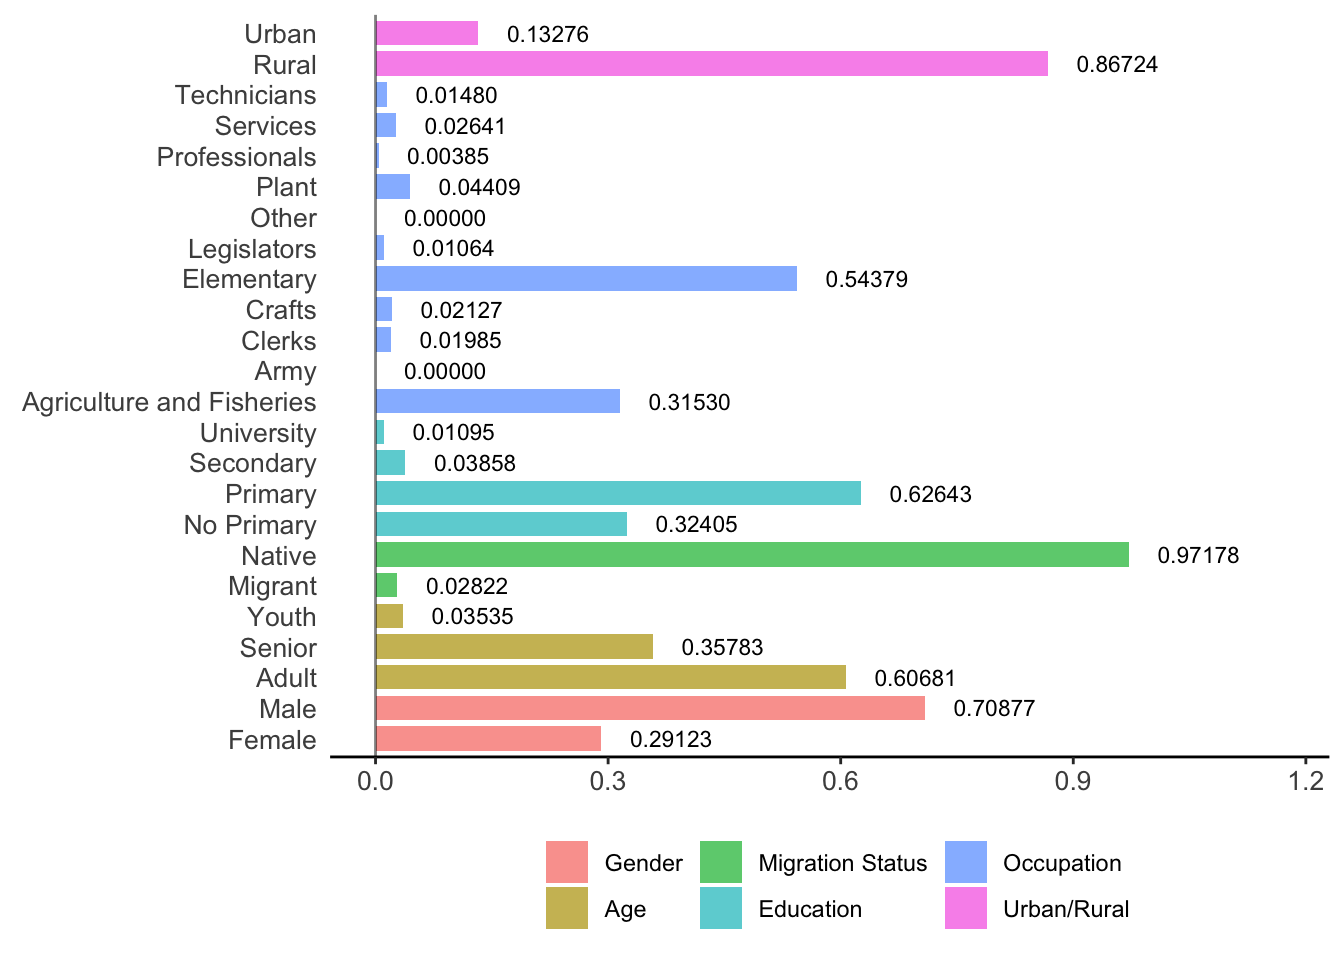 Urban 0.13276
Rural 0.86724
Technicians 0.01480
Services 0.02641
Professionals 0.00385
Plant 0.04409
Other 0.00000
Legislators 0.01064
Elementary 0.54379
Crafts 0.02127
Clerks 0.01985
Army 0.00000
Agriculture and Fisheries 0.31530
University 0.01095
Secondary 0.03858
Primary 0.62643
No Primary 0.32405
Native 0.97178
Migrant 0.02822
Youth 0.03535
Senior 0.35783
Adult 0.60681
Male 0.70877
Female 0.29123
0.0 0.3 0.6 0.9 1.2
Gender Migration Status Occupation
Age Education Urban/Rural